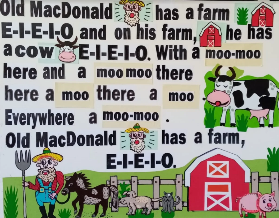 Old MacDonald has a farm
E-I-E-I-O and on his farm, he has
a cow E-I-E-I-O. With a moo-moo
here and a moo moo there
here a moo there a moo
Everywhere a moo-moo.
Old MacDonald has a farm,
E-I-E-I-O.